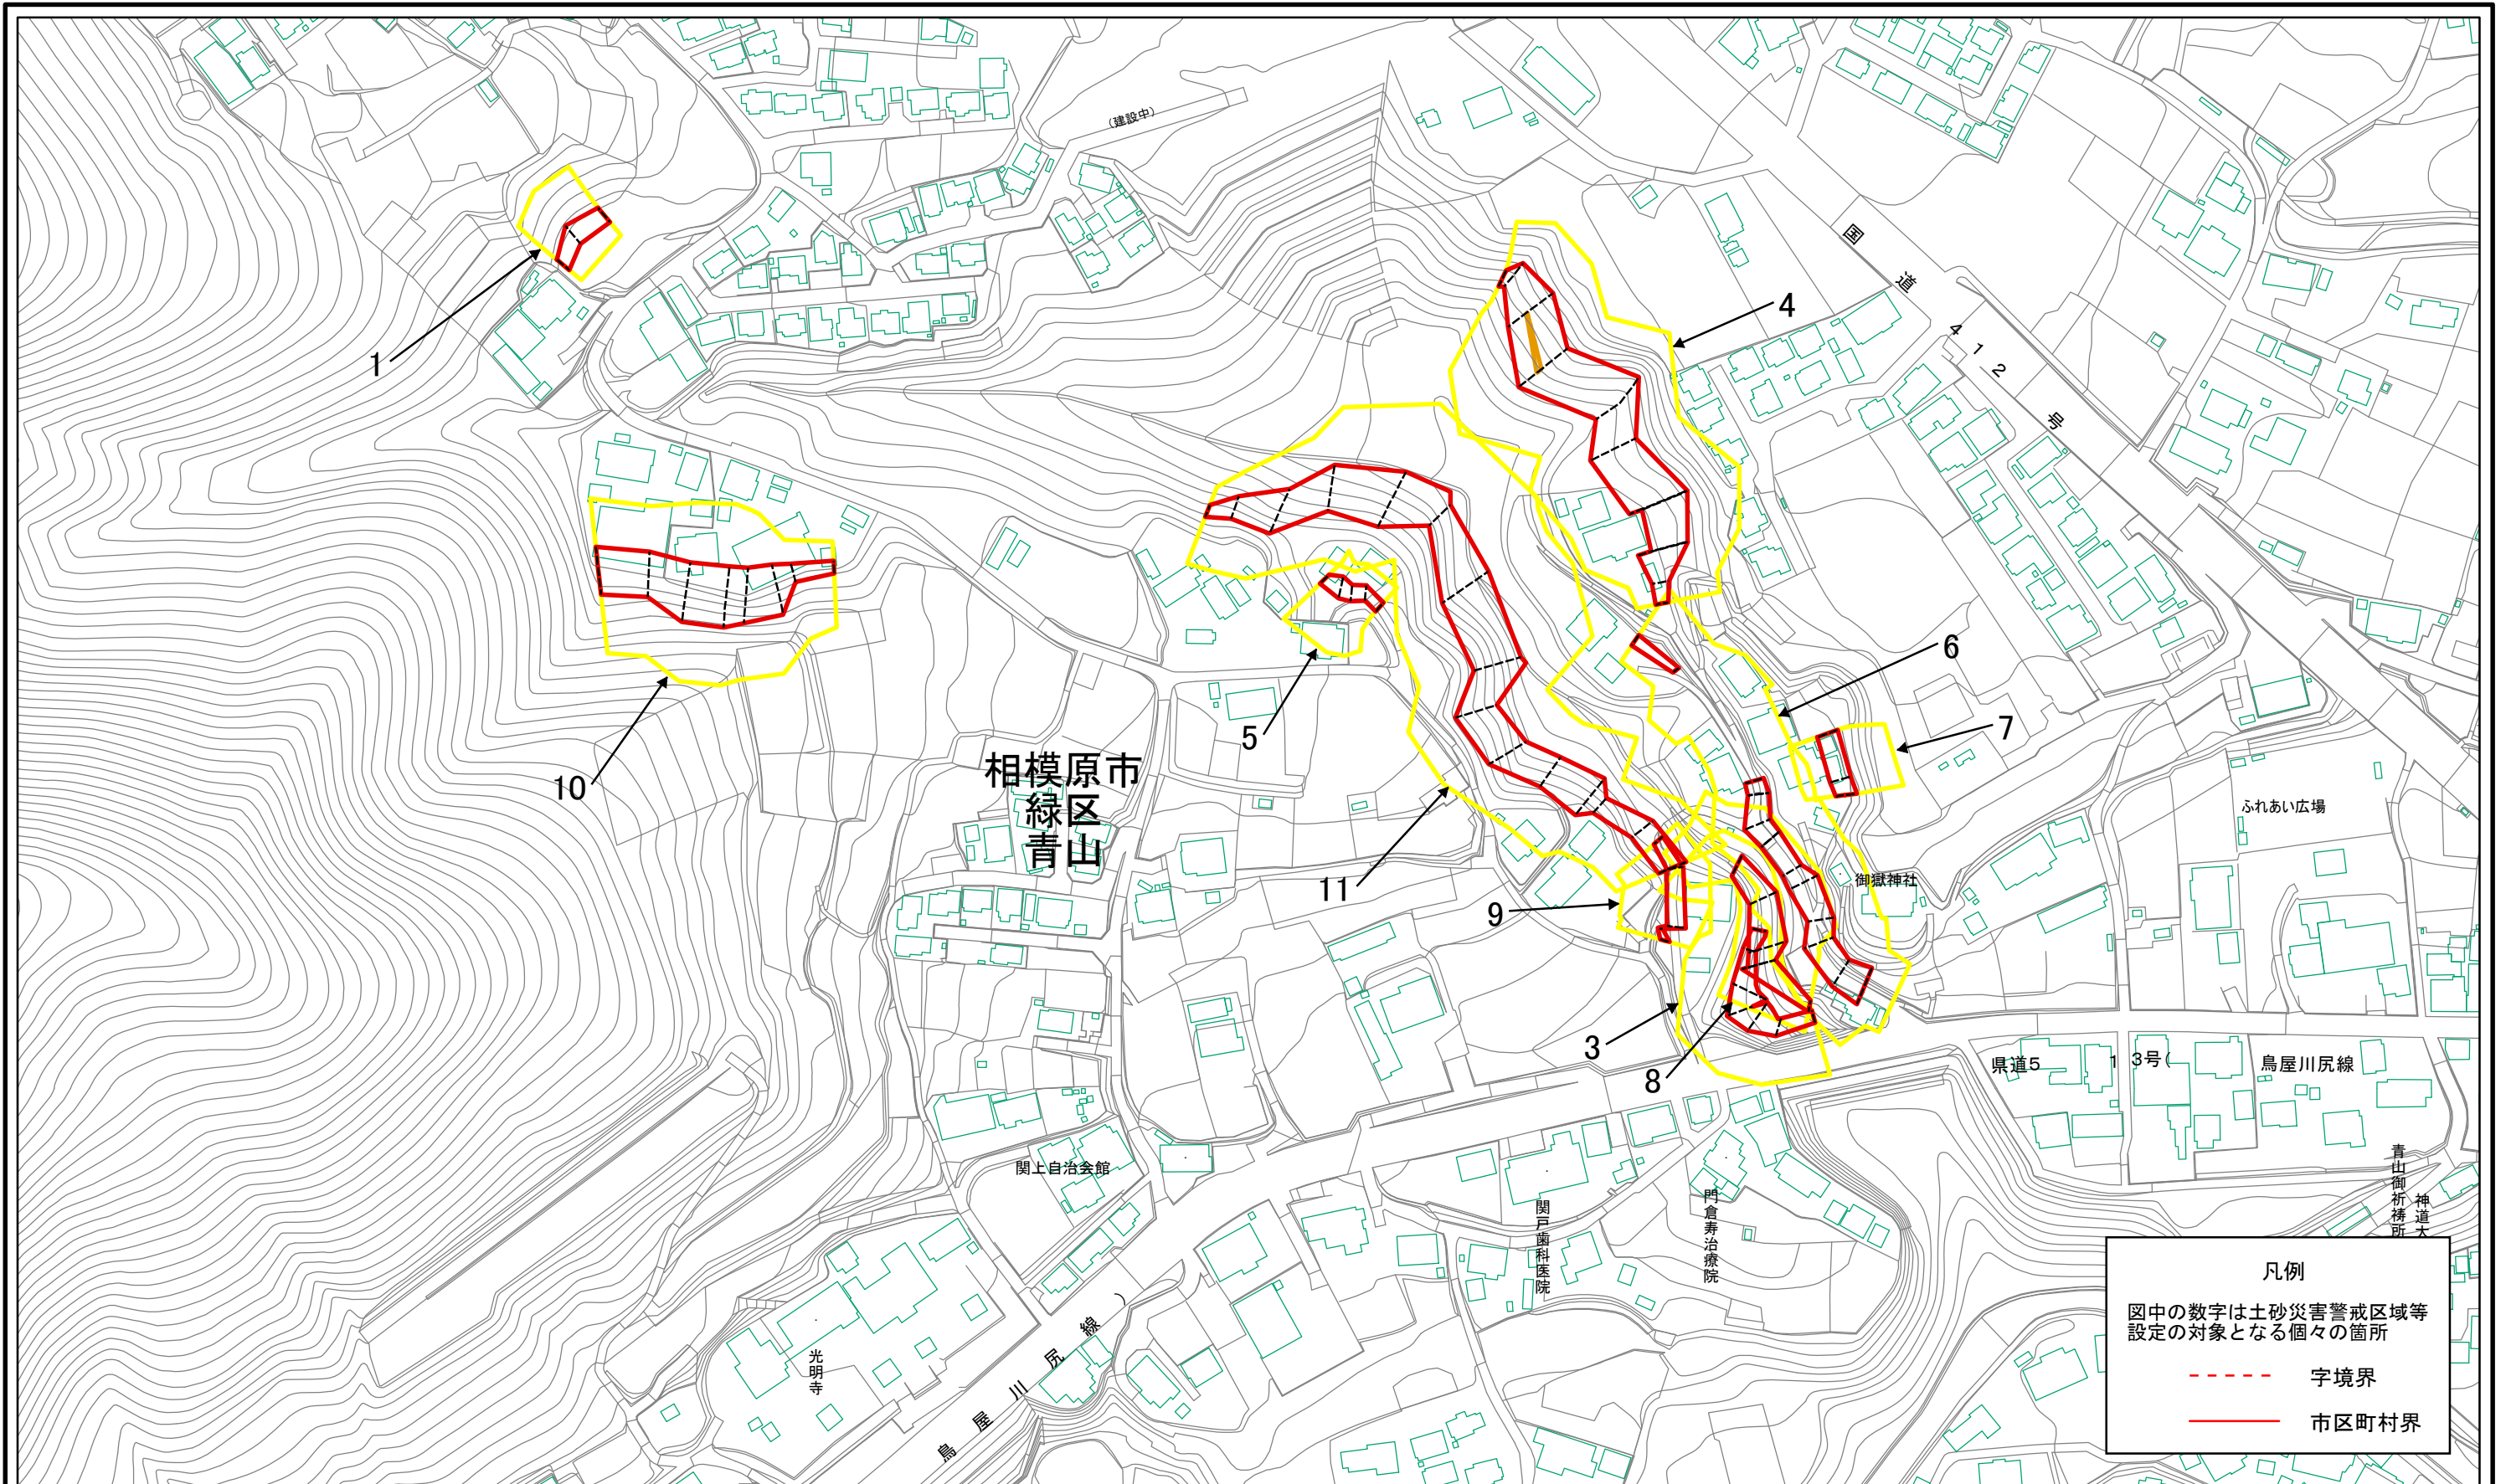 (建設中)
国道412号
1
4
6
7
5
10
相模原市
緑区
青山
11
9
3
8
ふれあい広場
御嶽神社
県道513号(
鳥屋川尻線
関上自治会館
関戸歯科医院
門倉寿治療院
青山御祈祷所
神道大
光明寺
鳥屋川尻線)
凡例
図中の数字は土砂災害警戒区域等
設定の対象となる個々の箇所
字境界
市区町村界